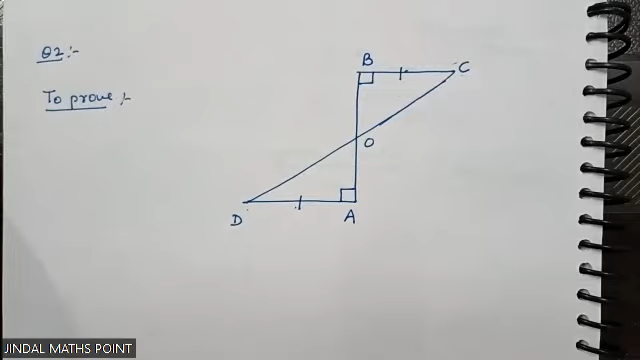 Q2:-
To prove:-
B
C
O
D
A
JINDAL MATHS POINT